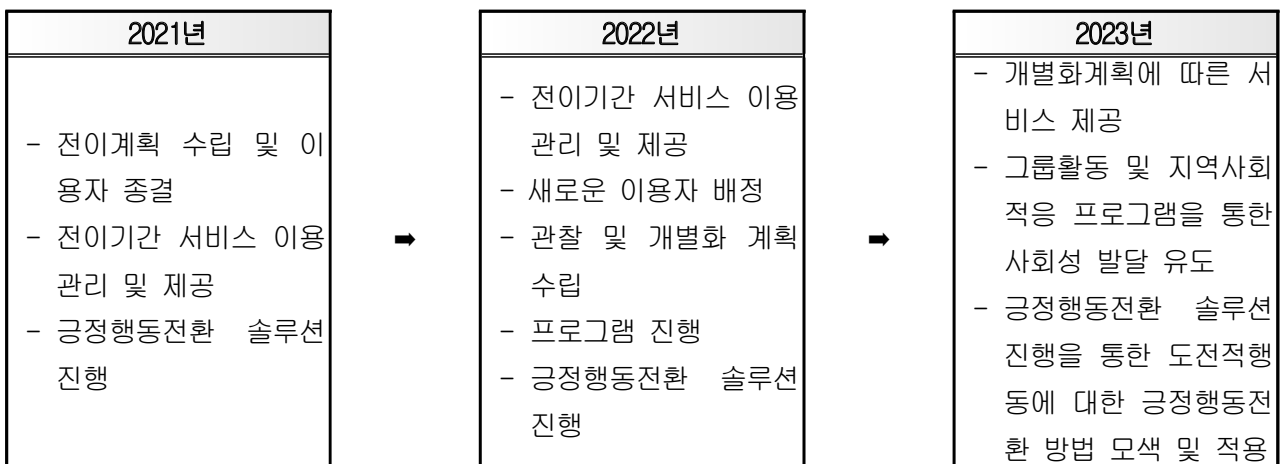 2021년
- 전이계획 수립 및 이
용자 종결
- 전이기간 서비스 이용
관리 및 제공
- 긍정행동전환 솔루션
진행
➡
2022년
- 전이기간 서비스 이용
관리 및 제공
- 새로운 이용자 배정
- 관찰 및 개별화 계획
수립
- 프로그램 진행
- 긍정행동전환 솔루션
진행
➡
2023년
- 개별화계획에 따른 서
비스 제공
- 그룹활동 및 지역사회
적응 프로그램을 통한
사회성 발달 유도
- 긍정행동전환 솔루션
진행을 통한 도전적행
동에 대한 긍정행동전
환 방법 모색 및 적용